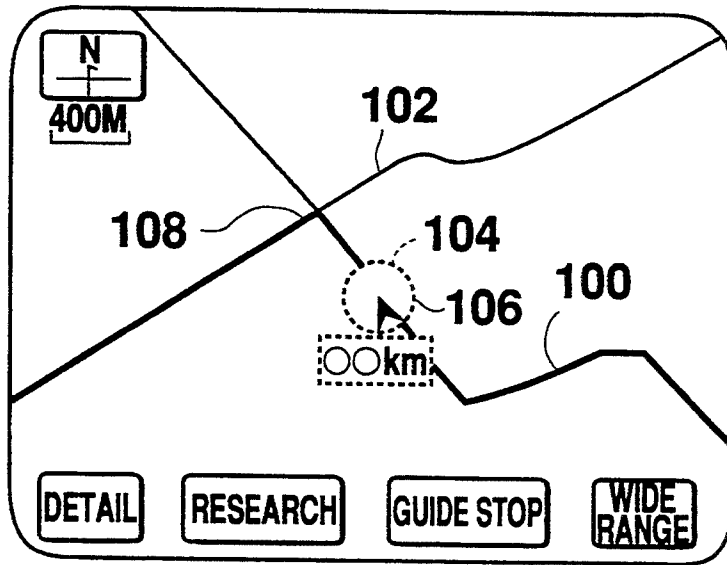 N
400M
102
108
104
106
100
○○km
DETAIL
RESEARCH
GUIDE STOP
WIDE
RANGE